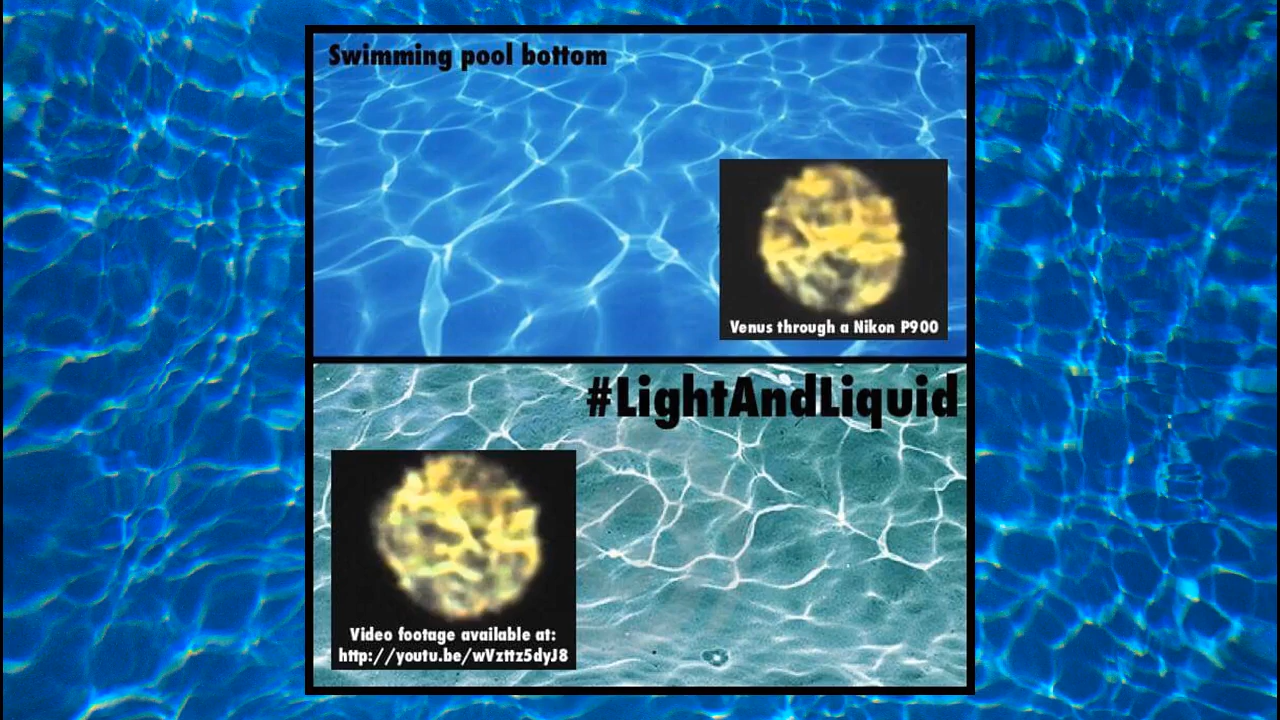 Swimming pool bottom
Venus through a Nikon P900
#LightAndLiquid
Video footage available at:
http://youtu.be/wVzttz5dyJ8